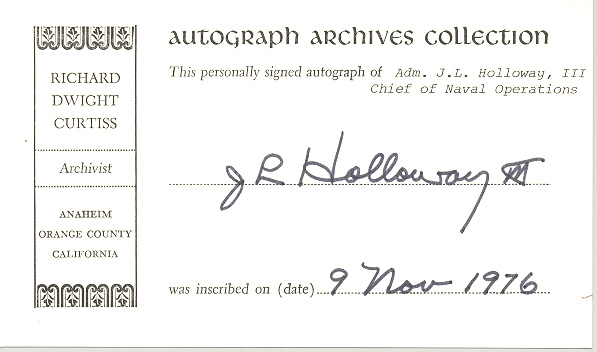 autograph archives collection
RICHARD
DWIGHT
CURTISS
Archivist
ANAHEIM
ORANGE COUNTY
CALIFORNIA
This personally signed autograph of Adm. J.L. Holloway, III
Chief of Naval Operations
J L Holloway III
was inscribed on (date) 9 Nov 1976